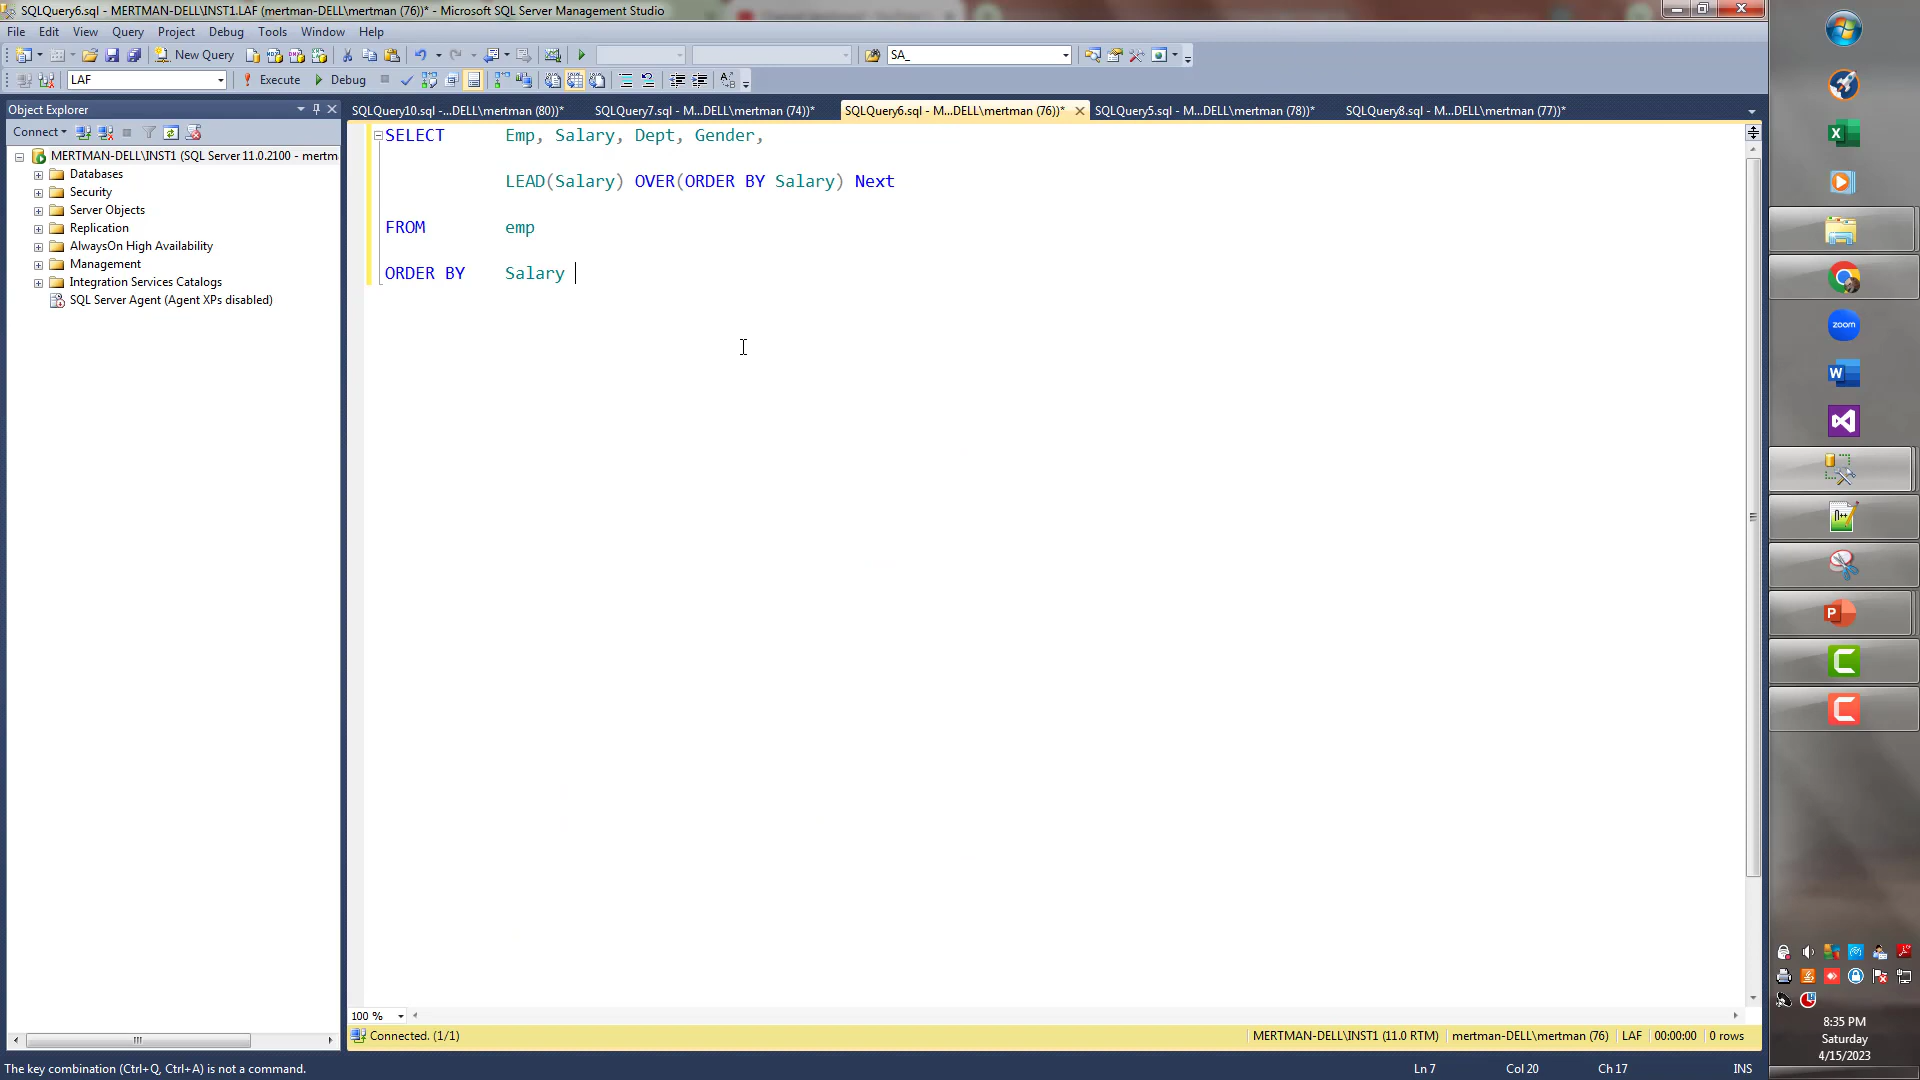 SQLQuery6.sql - MERTMAN-DELL\INST1.LAF (mertman-DELL\mertman (76))* - Microsoft SQL Server Management Studio
File Edit View Query Project Debug Tools Window Help
New Query SA_
LAF Execute Debug
Object Explorer
Connect
MERTMAN-DELL\INST1 (SQL Server 11.0.2100 - mertm
Databases
Security
Server Objects
Replication
AlwaysOn High Availability
Management
Integration Services Catalogs
SQL Server Agent (Agent XPs disabled)
SQLQuery10.sql -...DELL\mertman (80))* SQLQuery7.sql - M...DELL\mertman (74))* SQLQuery6.sql - M...DELL\mertman (76))* SQLQuery5.sql - M...DELL\mertman (78))* SQLQuery8.sql - M...DELL\mertman (77))*
SELECT Emp, Salary, Dept, Gender,
LEAD(Salary) OVER(ORDER BY Salary) Next
FROM emp
ORDER BY Salary
100 %
Connected. (1/1) MERTMAN-DELL\INST1 (11.0 RTM) mertman-DELL\mertman (76) LAF 00:00:00 0 rows
The key combination (Ctrl+Q, Ctrl+A) is not a command. Ln 7 Col 20 Ch 17 INS
zoom
8:35 PM
Saturday
4/15/2023